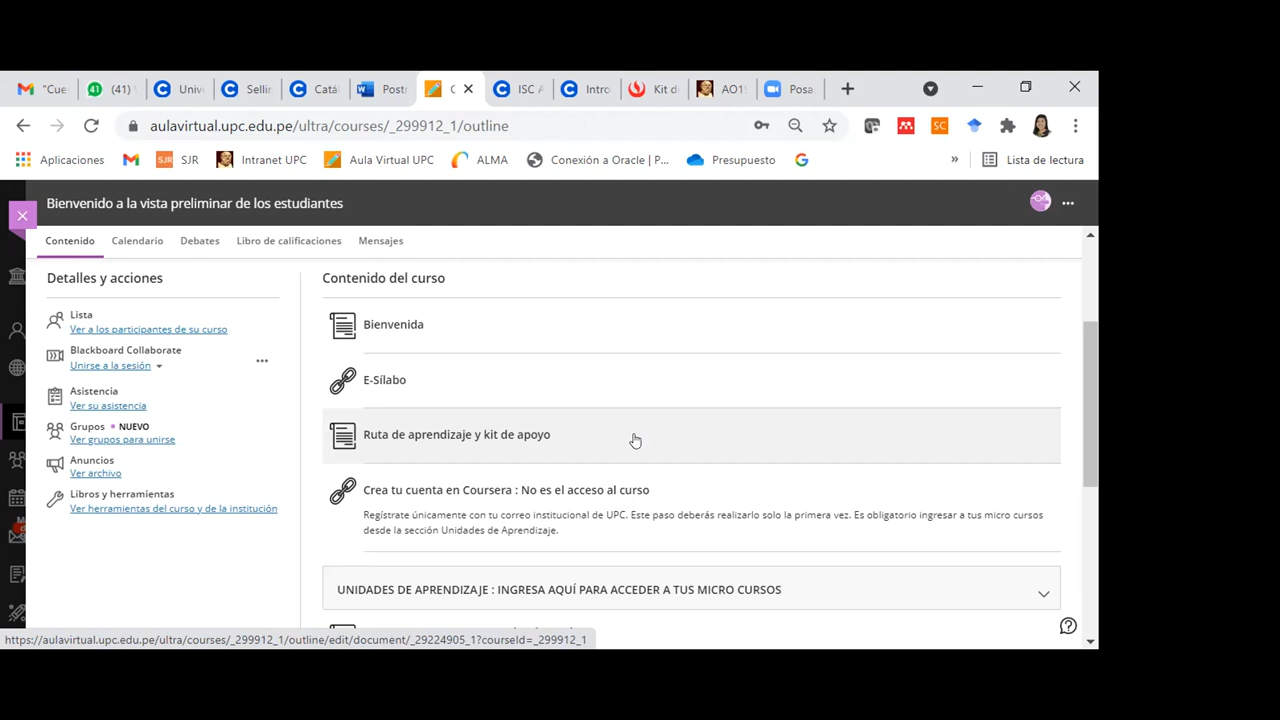 "Cue
(41)
Univ
Sellin
Catá
Postr
C
ISC A
Intro
Kit d
AO15
Posa
aulavirtual.upc.edu.pe/ultra/courses/_299912_1/outline
Aplicaciones
SJR
Intranet UPC
Aula Virtual UPC
ALMA
Conexión a Oracle | P...
Presupuesto
»
Lista de lectura
Bienvenido a la vista preliminar de los estudiantes
Contenido
Calendario
Debates
Libro de calificaciones
Mensajes
Detalles y acciones
Lista
Ver a los participantes de su curso
Blackboard Collaborate
Unirse a la sesión
Asistencia
Ver su asistencia
Grupos • NUEVO
Ver grupos para unirse
Anuncios
Ver archivo
Libros y herramientas
Ver herramientas del curso y de la institución
Contenido del curso
Bienvenida
E-Sílabo
Ruta de aprendizaje y kit de apoyo
Crea tu cuenta en Coursera : No es el acceso al curso
Regístrate únicamente con tu correo institucional de UPC. Este paso deberás realizarlo solo la primera vez. Es obligatorio ingresar a tus micro cursos
desde la sección Unidades de Aprendizaje.
UNIDADES DE APRENDIZAJE : INGRESA AQUÍ PARA ACCEDER A TUS MICRO CURSOS
https://aulavirtual.upc.edu.pe/ultra/courses/_299912_1/outline/edit/document/_29224905_1?courseId=_299912_1